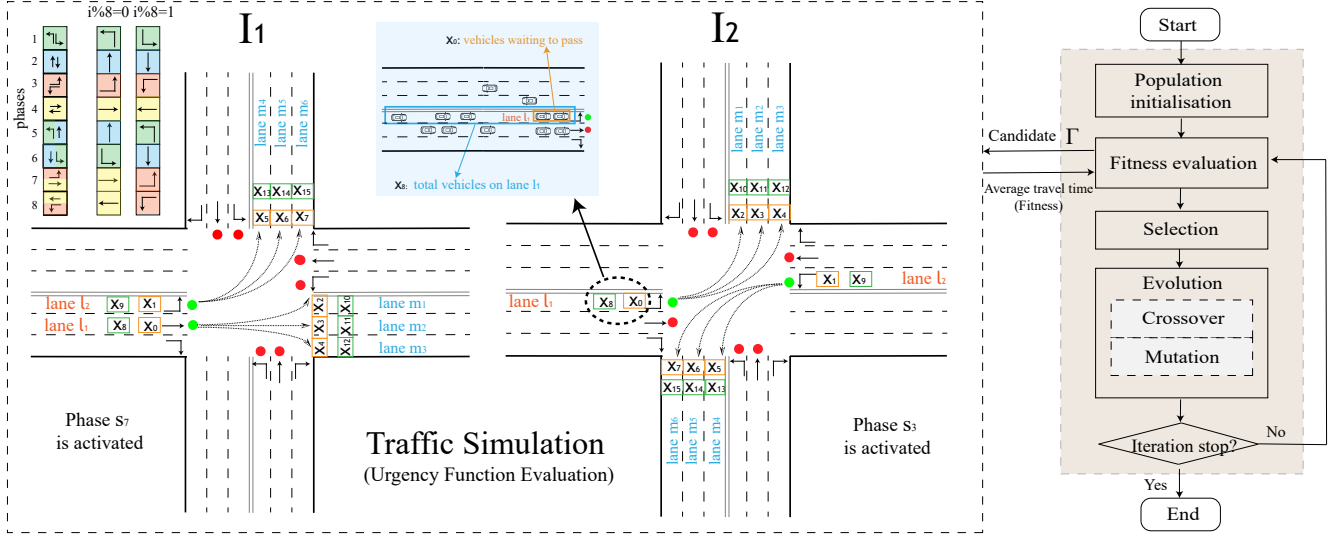 i%8=0 i%8=1
phases
1
2
3
4
5
6
7
8
I1
I2
X0: vehicles waiting to pass
lane l1
X8: total vehicles on lane l1
lane m4
lane m5
lane m6
X13 X14 X15
X5 X6 X7
lane l2 X9 X1
lane l1 X8 X0
X2 X10 lane m1
X3 X11 lane m2
X4 X12 lane m3
Phase s7
is activated
lane m1
lane m2
lane m3
X10 X11 X12
X2 X3 X4
lane l1 X8 X0
X1 X9 lane l2
X7 X6 X5
X15 X14 X13
lane m6
lane m5
lane m4
Phase s3
is activated
Traffic Simulation
(Urgency Function Evaluation)
Candidate Γ
Average travel time
(Fitness)
Start
Population
initialisation
Fitness evaluation
Selection
Evolution
Crossover
Mutation
Iteration stop?
No
Yes
End